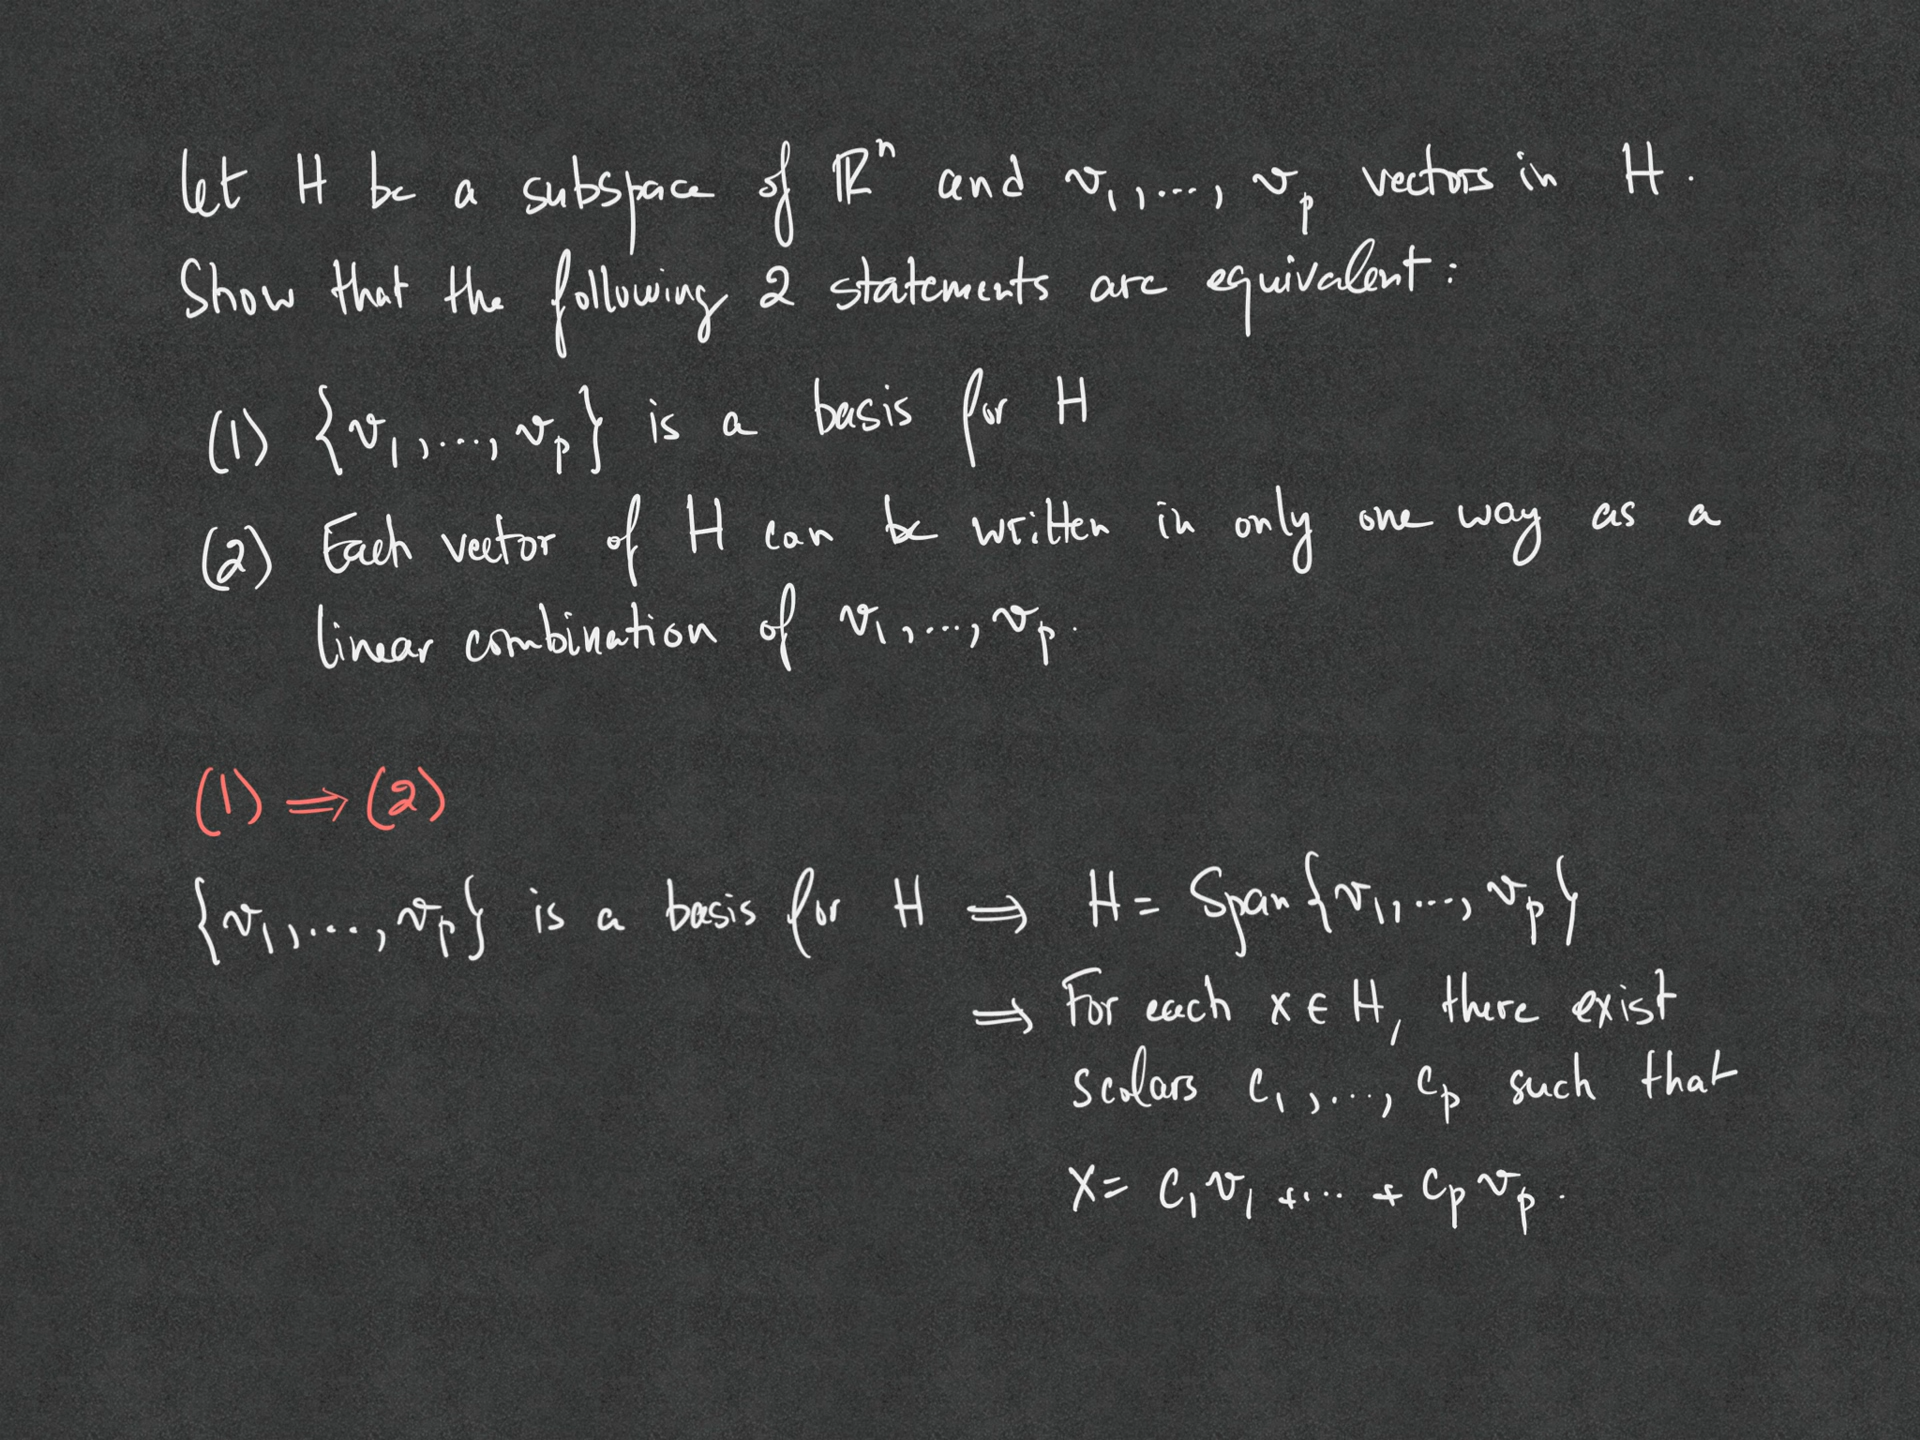 Let H be a subspace of ℝⁿ and v₁,..., vₚ vectors in H.
Show that the following 2 statements are equivalent:
(1) {v₁,..., vₚ} is a basis for H
(2) Each vector of H can be written in only one way as a
linear combination of v₁,..., vₚ.
(1) ⇒ (2)
{v₁,..., vₚ} is a basis for H ⇒ H = Span{v₁,..., vₚ}
⇒ For each x ∈ H, there exist
scalars c₁,..., cₚ such that
x = c₁v₁ + ... + cₚvₚ.